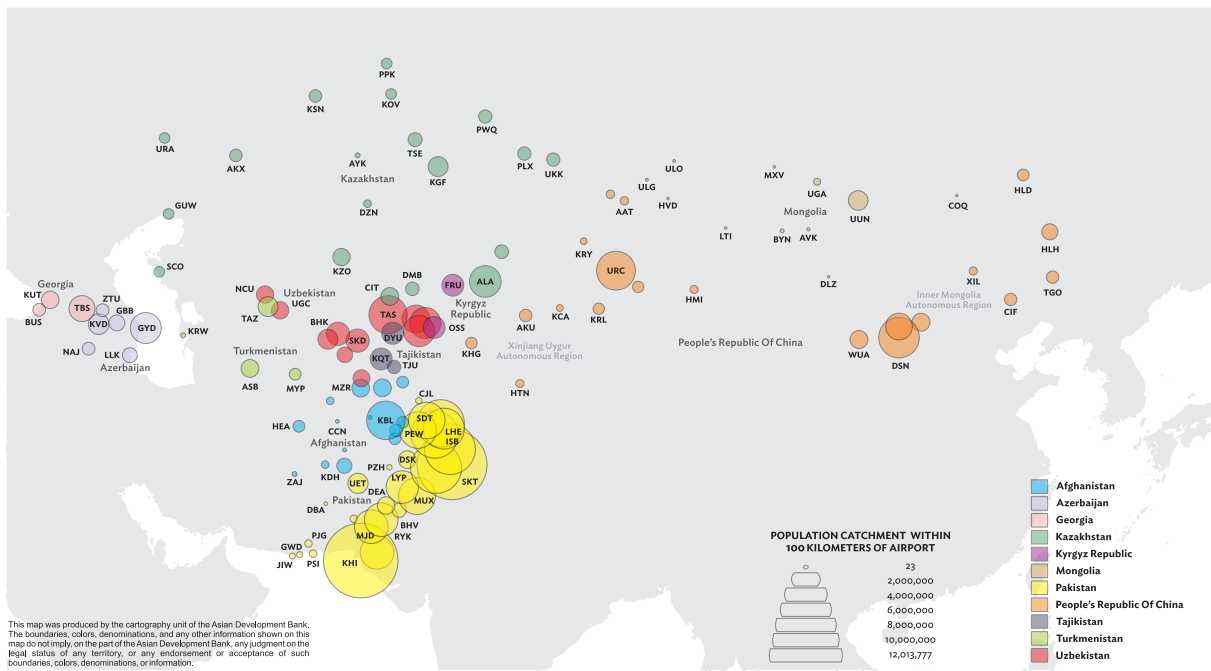 PPK
KSN
KOV
PWQ
URA
TSE
AKX
AYK
Kazakhstan
KGF
PLX
UKK
ULO
MXV
ULG
UGA
HVD
AAT
Mongolia
UUN
COQ
HLD
GUW
DZN
LTI
BYN
AVK
HLH
KRY
SCO
KZO
DMB
CIT
FRU
ALA
URC
HMI
DLZ
XIL
TGO
Inner Mongolia
Autonomous Region
CIF
Georgia
KUT
BUS
TBS
ZTU
GBB
KVD
GYD
KRW
NAJ
LLK
Azerbaijan
NCU
Uzbekistan
UGC
TAZ
BHK
TAS
Kyrgyz
Republic
OSS
SKD
DYU
KQT
Tajikistan
TJU
KHG
AKU
KCA
KRL
Xinjiang Uygur
Autonomous Region
People's Republic Of China
WUA
DSN
Turkmenistan
ASB
MYP
MZR
HTN
CJL
HEA
CCN
KBL
SDT
PEW
LHE
ISB
Afghanistan
ZAJ
KDH
PZH
DSK
UET
LYP
SKT
DEA
Pakistan
MUX
DBA
BHV
RYK
MJD
PJG
GWD
JIW
PSI
KHI
POPULATION CATCHMENT WITHIN
100 KILOMETERS OF AIRPORT
23
2,000,000
4,000,000
6,000,000
8,000,000
10,000,000
12,013,777
Afghanistan
Azerbaijan
Georgia
Kazakhstan
Kyrgyz Republic
Mongolia
Pakistan
People's Republic Of China
Tajikistan
Turkmenistan
Uzbekistan
This map was produced by the cartography unit of the Asian Development Bank.
The boundaries, colors, denominations, and any other information shown on this
map do not imply, on the part of the Asian Development Bank, any judgment on the
legal status of any territory, or any endorsement or acceptance of such
boundaries, colors, denominations, or information.